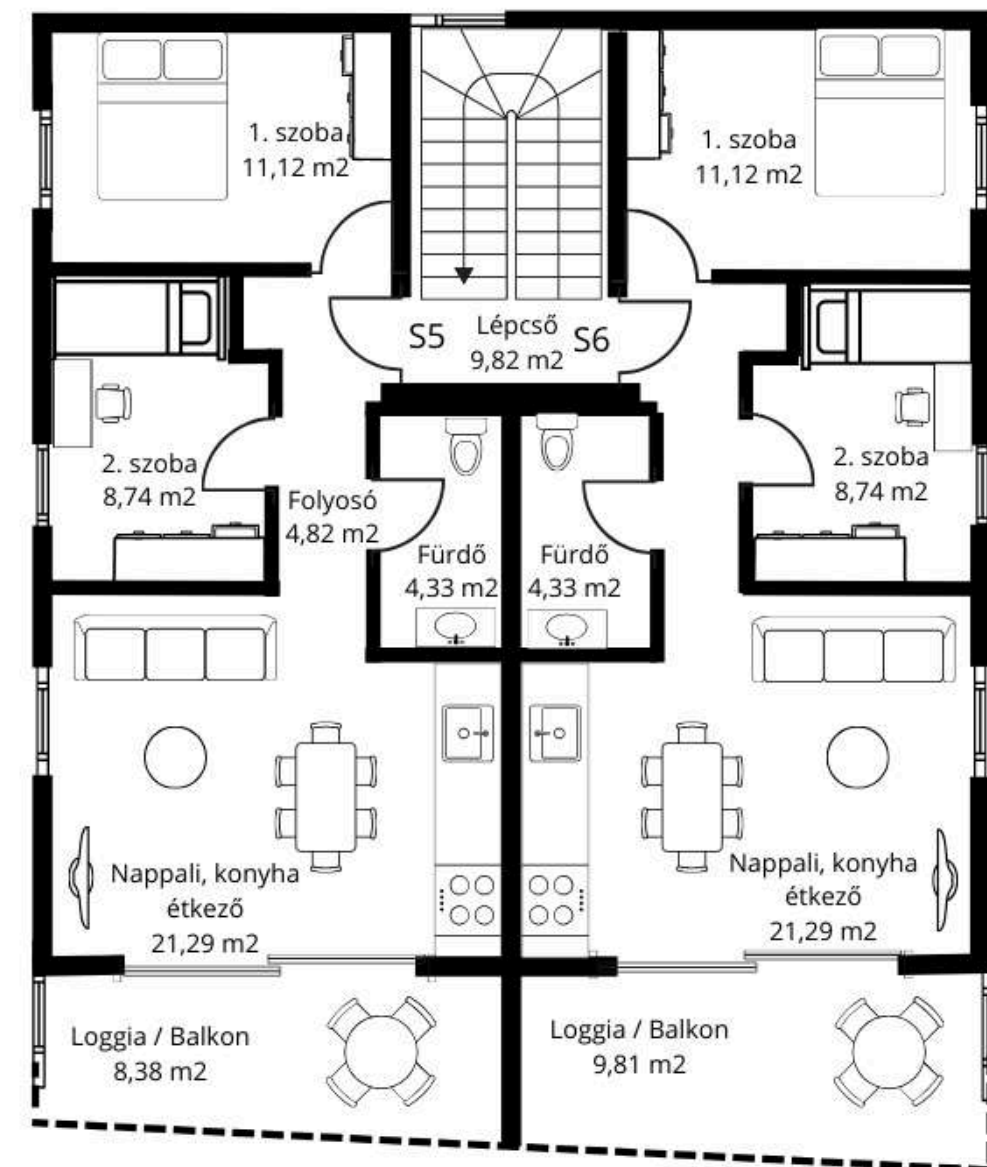 1. szoba
11,12 m2
1. szoba
11,12 m2
S5
Lépcső
9,82 m2
S6
2. szoba
8,74 m2
Folyosó
4,82 m2
Fürdő
4,33 m2
Fürdő
4,33 m2
2. szoba
8,74 m2
Nappali, konyha
étkező
21,29 m2
Nappali, konyha
étkező
21,29 m2
Loggia / Balkon
8,38 m2
Loggia / Balkon
9,81 m2